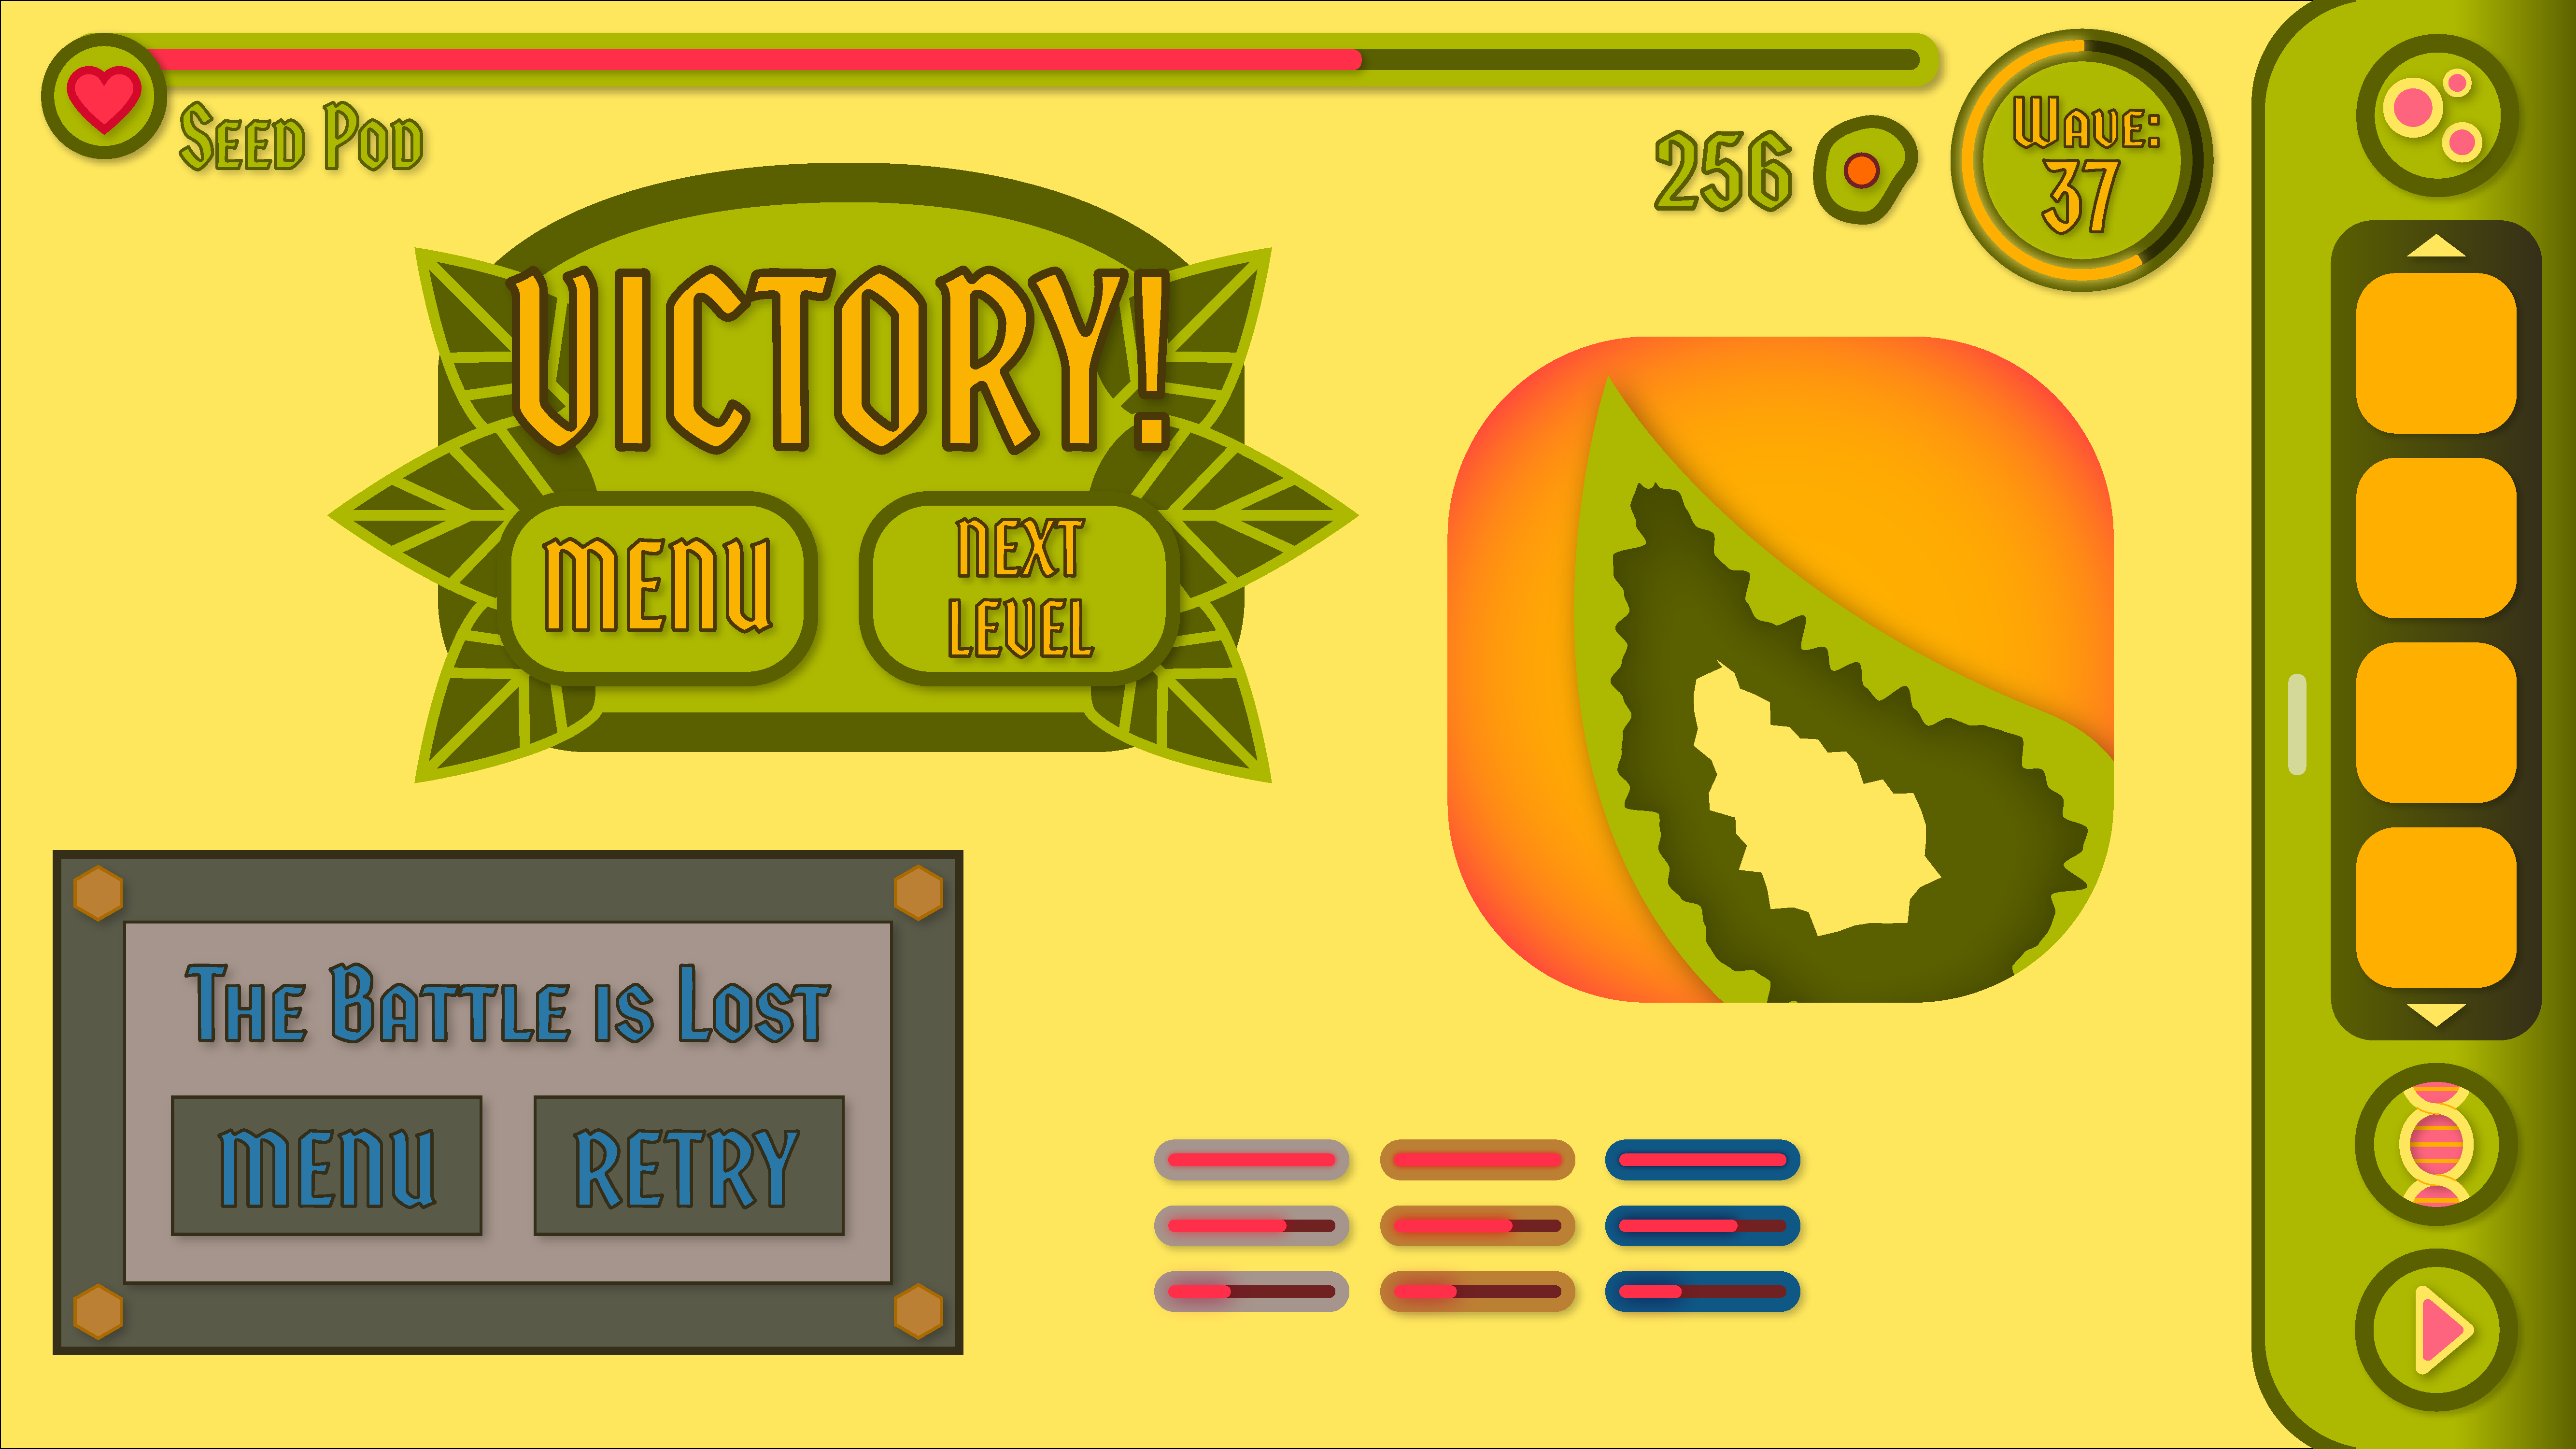 Seed Pod
256
Wave:
37
VICTORY!
MENU
NEXT
LEVEL
The Battle is Lost
MENU
RETRY